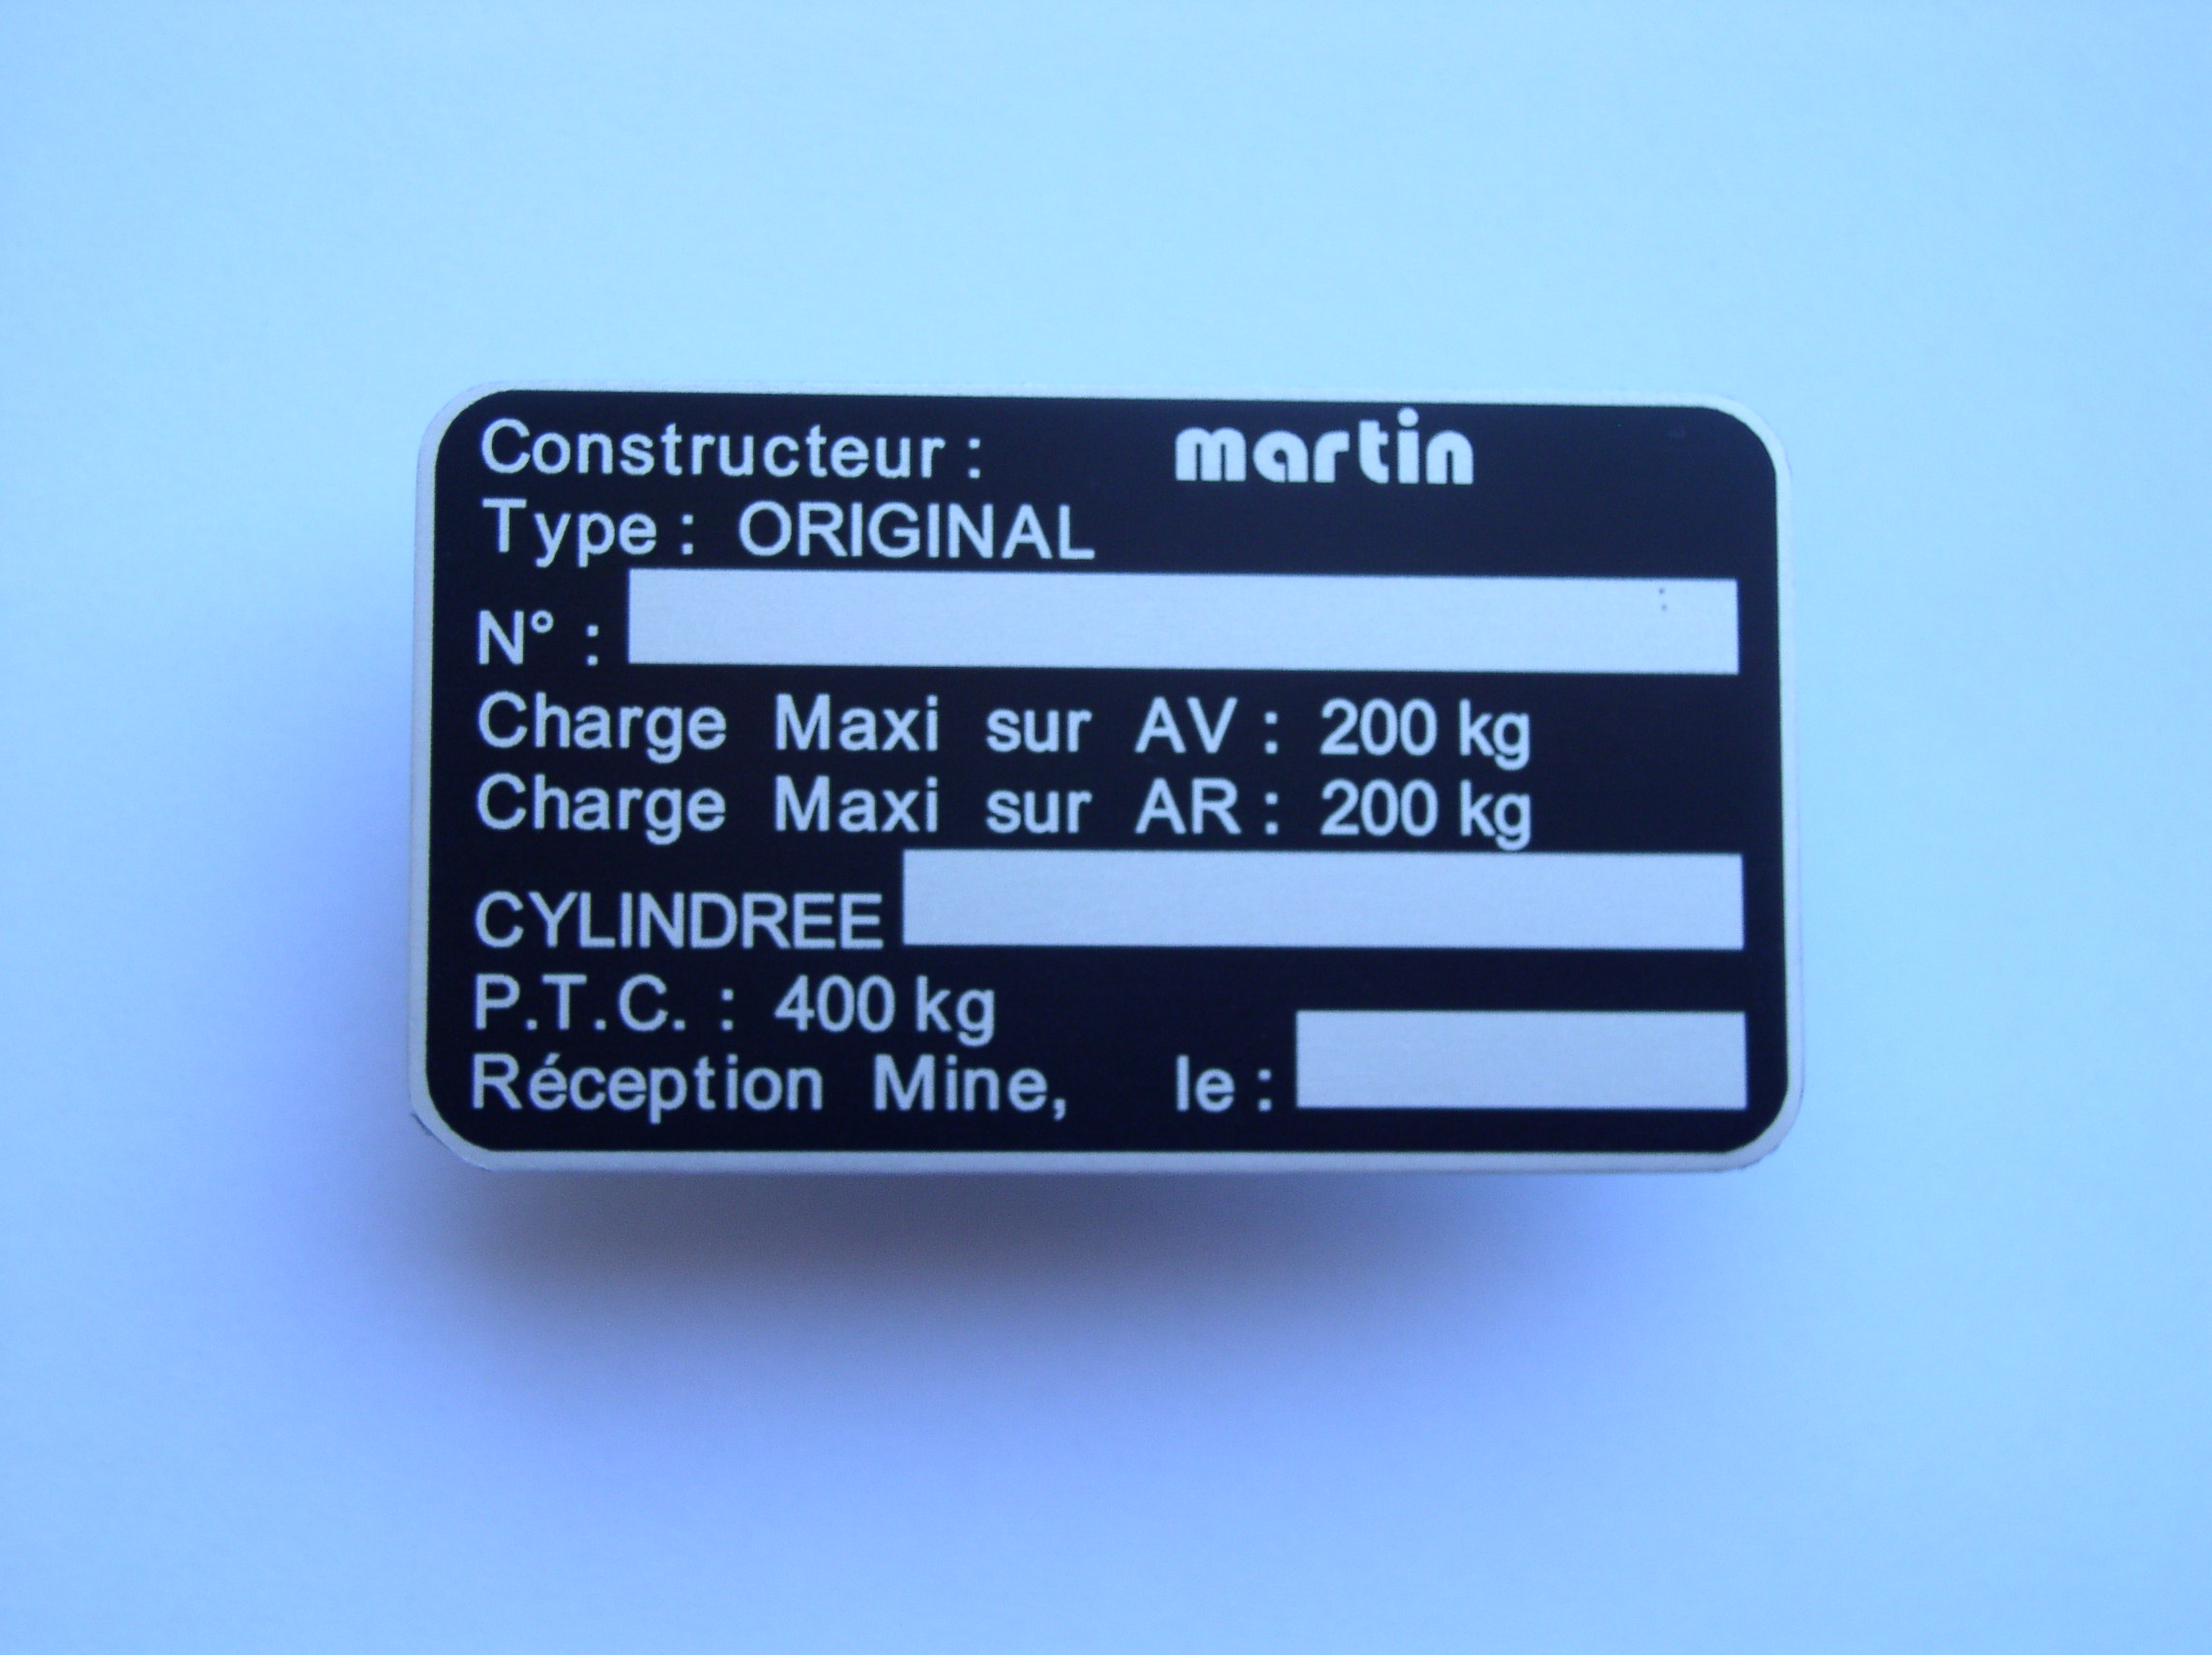 Constructeur : martin
Type : ORIGINAL
N° :
Charge Maxi sur AV : 200 kg
Charge Maxi sur AR : 200 kg
CYLINDREE
P.T.C. : 400 kg
Réception Mine, le :